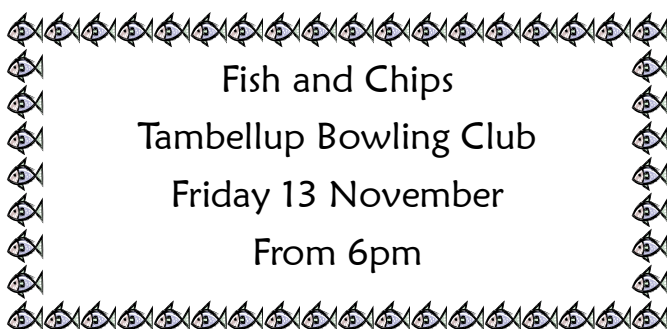 Fish and Chips
Tambellup Bowling Club
Friday 13 November
From 6pm